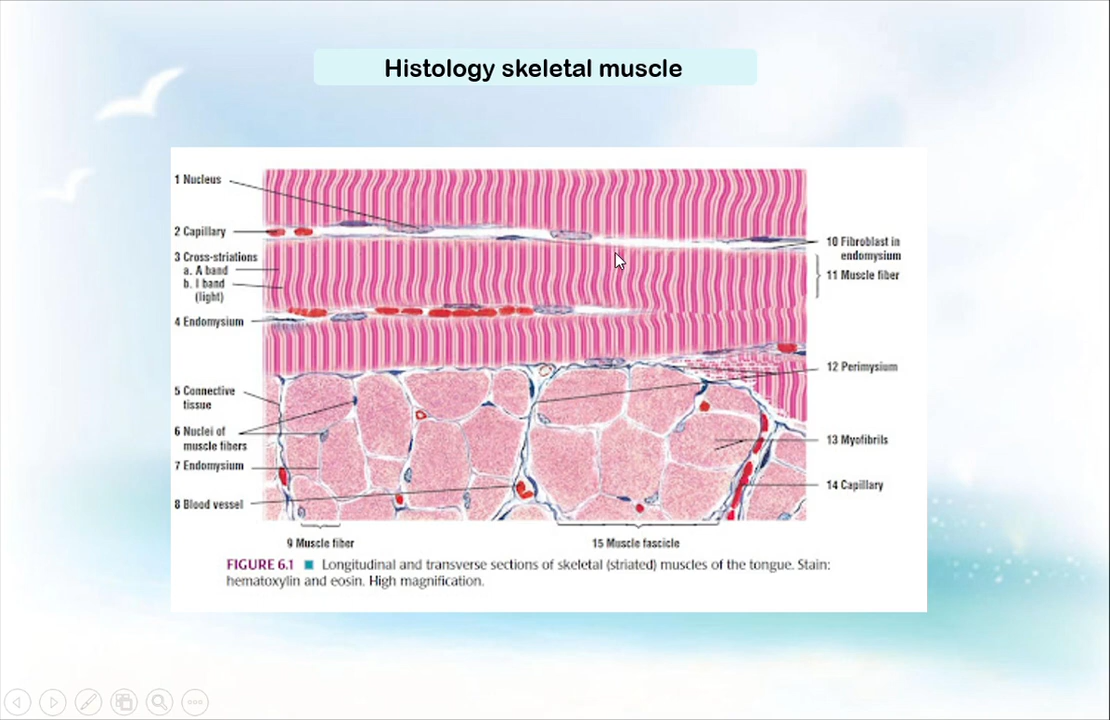 Histology skeletal muscle
1 Nucleus
2 Capillary
3 Cross-striations
a. A band
b. I band
(light)
4 Endomysium
5 Connective
tissue
6 Nuclei of
muscle fibers
7 Endomysium
8 Blood vessel
9 Muscle fiber
10 Fibroblast in
endomysium
11 Muscle fiber
12 Perimysium
13 Myofibrils
14 Capillary
15 Muscle fascicle
FIGURE 6.1 ■ Longitudinal and transverse sections of skeletal (striated) muscles of the tongue. Stain:
hematoxylin and eosin. High magnification.